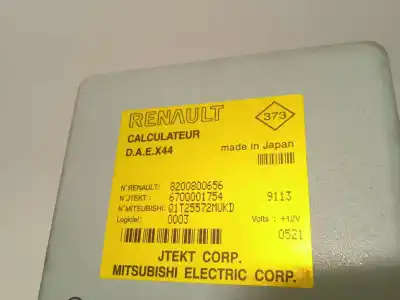 RENAULT 373
CALCULATEUR
D.A.E.X44 made in Japan
N°RENAULT: 8200800656
N°JTEKT : 6700001754 9113
N°MITSUBISHI: Q1T25572MUKD
Logiciel: 0003 Volts : +12V
0521
JTEKT CORP.
MITSUBISHI ELECTRIC CORP.